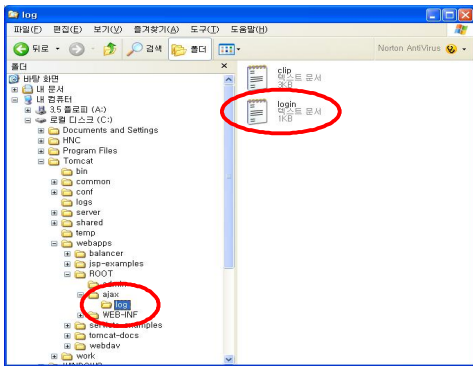 log
파일(F) 편집(E) 보기(V) 즐겨찾기(A) 도구(T) 도움말(H)
뒤로 검색 폴더 Norton AntiVirus
폴더
바탕 화면
내 문서
내 컴퓨터
3.5 플로피 (A:)
로컬 디스크 (C:)
Documents and Settings
HNC
Program Files
Tomcat
bin
common
conf
logs
server
shared
temp
webapps
balancer
jsp-examples
ROOT
admin
ajax
log
WEB-INF
servlets-examples
tomcat-docs
webdav
work
WINDOWS
clip
텍스트 문서
3KB
login
텍스트 문서
1KB